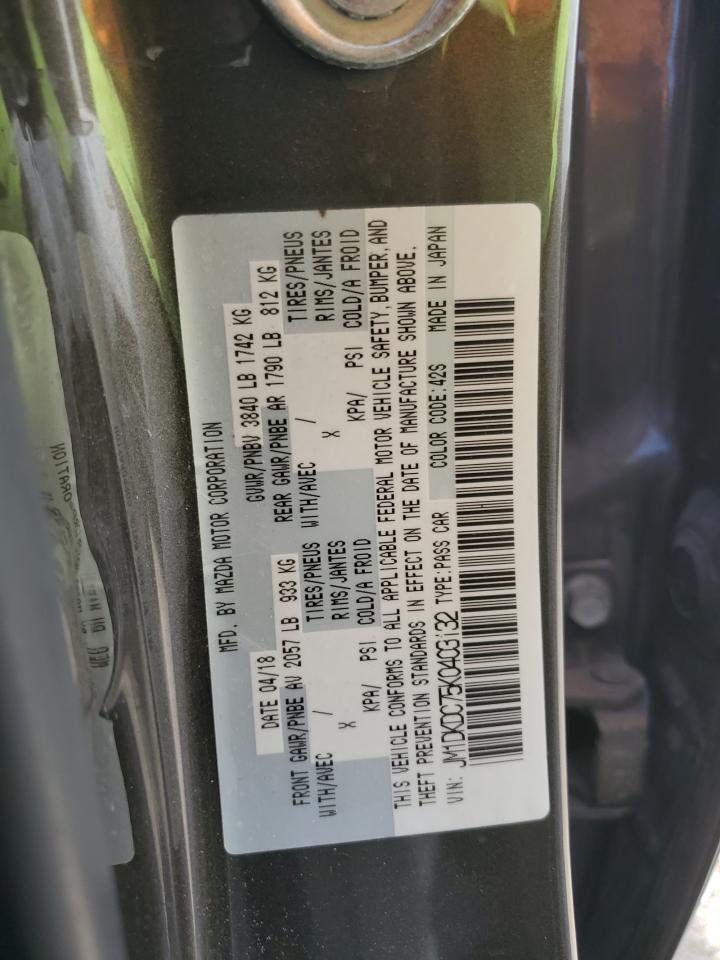 MFD. BY MAZDA MOTOR CORPORATION
DATE 04/18
GVWR/PNBV 3840 LB 1742 KG
FRONT GAWR/PNBE AV 2057 LB 933 KG
REAR GAWR/PNBE AR 1790 LB 812 KG
WITH/AVEC / TIRES/PNEUS
WITH/AVEC / TIRES/PNEUS
X RIMS/JANTES
X RIMS/JANTES
KPA/ PSI COLD/A FROID
KPA/ PSI COLD/A FROID
THIS VEHICLE CONFORMS TO ALL APPLICABLE FEDERAL MOTOR VEHICLE SAFETY, BUMPER, AND
THEFT PREVENTION STANDARDS IN EFFECT ON THE DATE OF MANUFACTURE SHOWN ABOVE.
VIN: JM1DKDC75K0403132 TYPE:PASS CAR COLOR CODE:42S MADE IN JAPAN